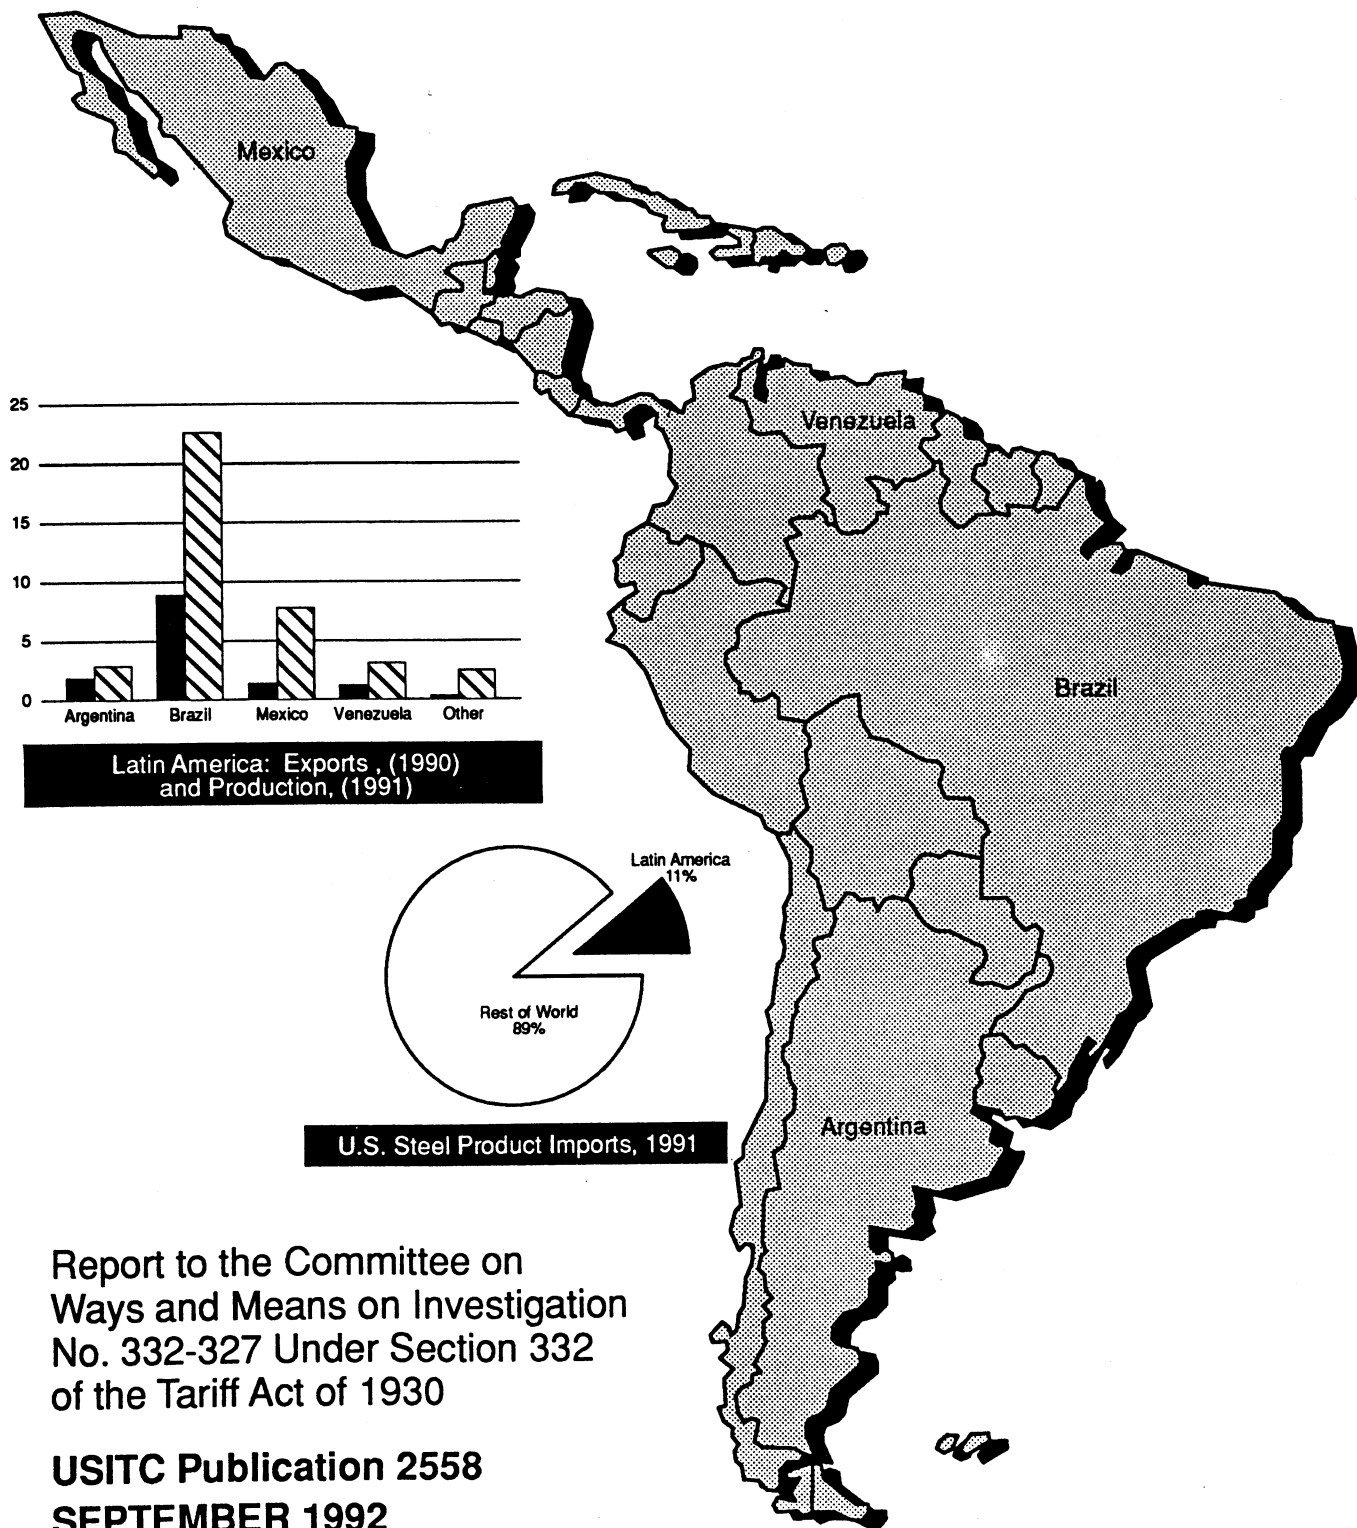 Mexico
Venezuela
Brazil
Argentina
25
20
15
10
5
0
Argentina Brazil Mexico Venezuela Other
Latin America: Exports , (1990)
and Production, (1991)
Latin America
11%
Rest of World
89%
U.S. Steel Product Imports, 1991
Report to the Committee on
Ways and Means on Investigation
No. 332-327 Under Section 332
of the Tariff Act of 1930
USITC Publication 2558
SEPTEMBER 1992